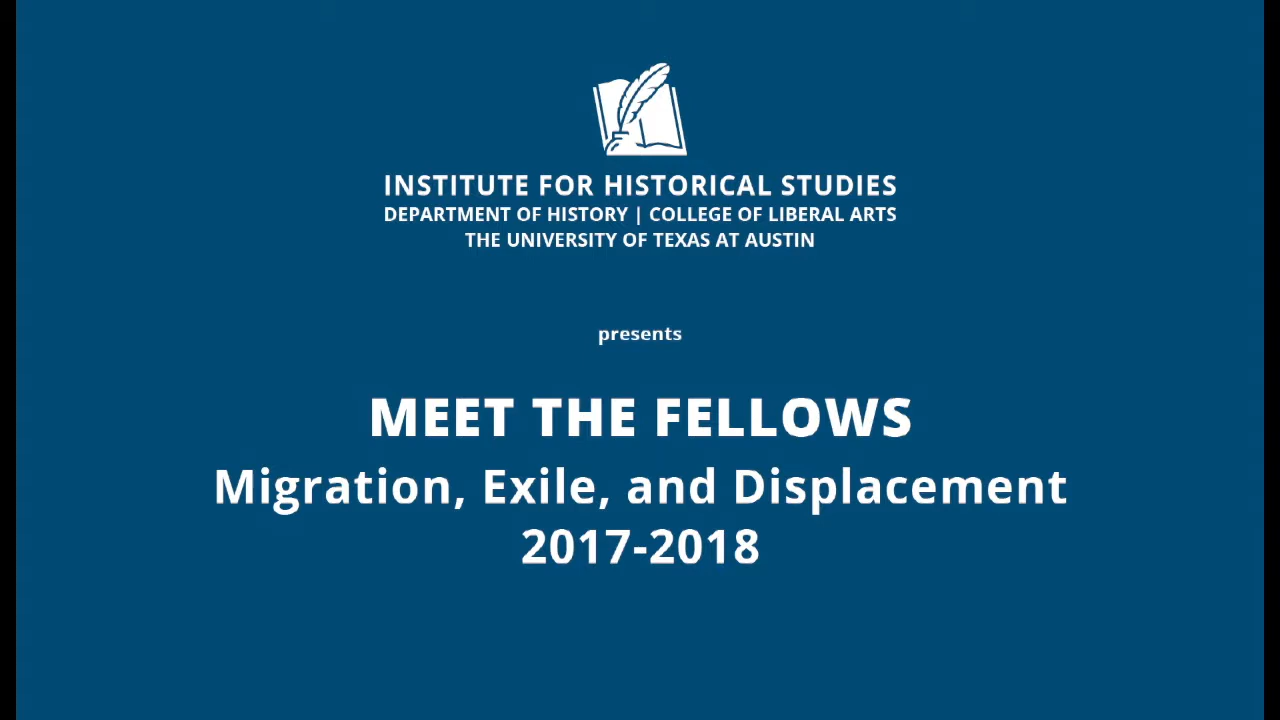 INSTITUTE FOR HISTORICAL STUDIES
DEPARTMENT OF HISTORY | COLLEGE OF LIBERAL ARTS
THE UNIVERSITY OF TEXAS AT AUSTIN
presents
MEET THE FELLOWS
Migration, Exile, and Displacement
2017-2018